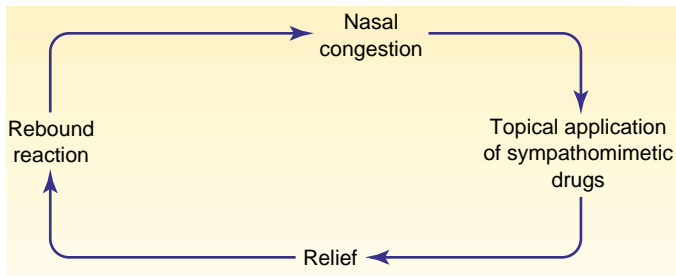 Nasal
congestion
Topical application
of sympathomimetic
drugs
Relief
Rebound
reaction